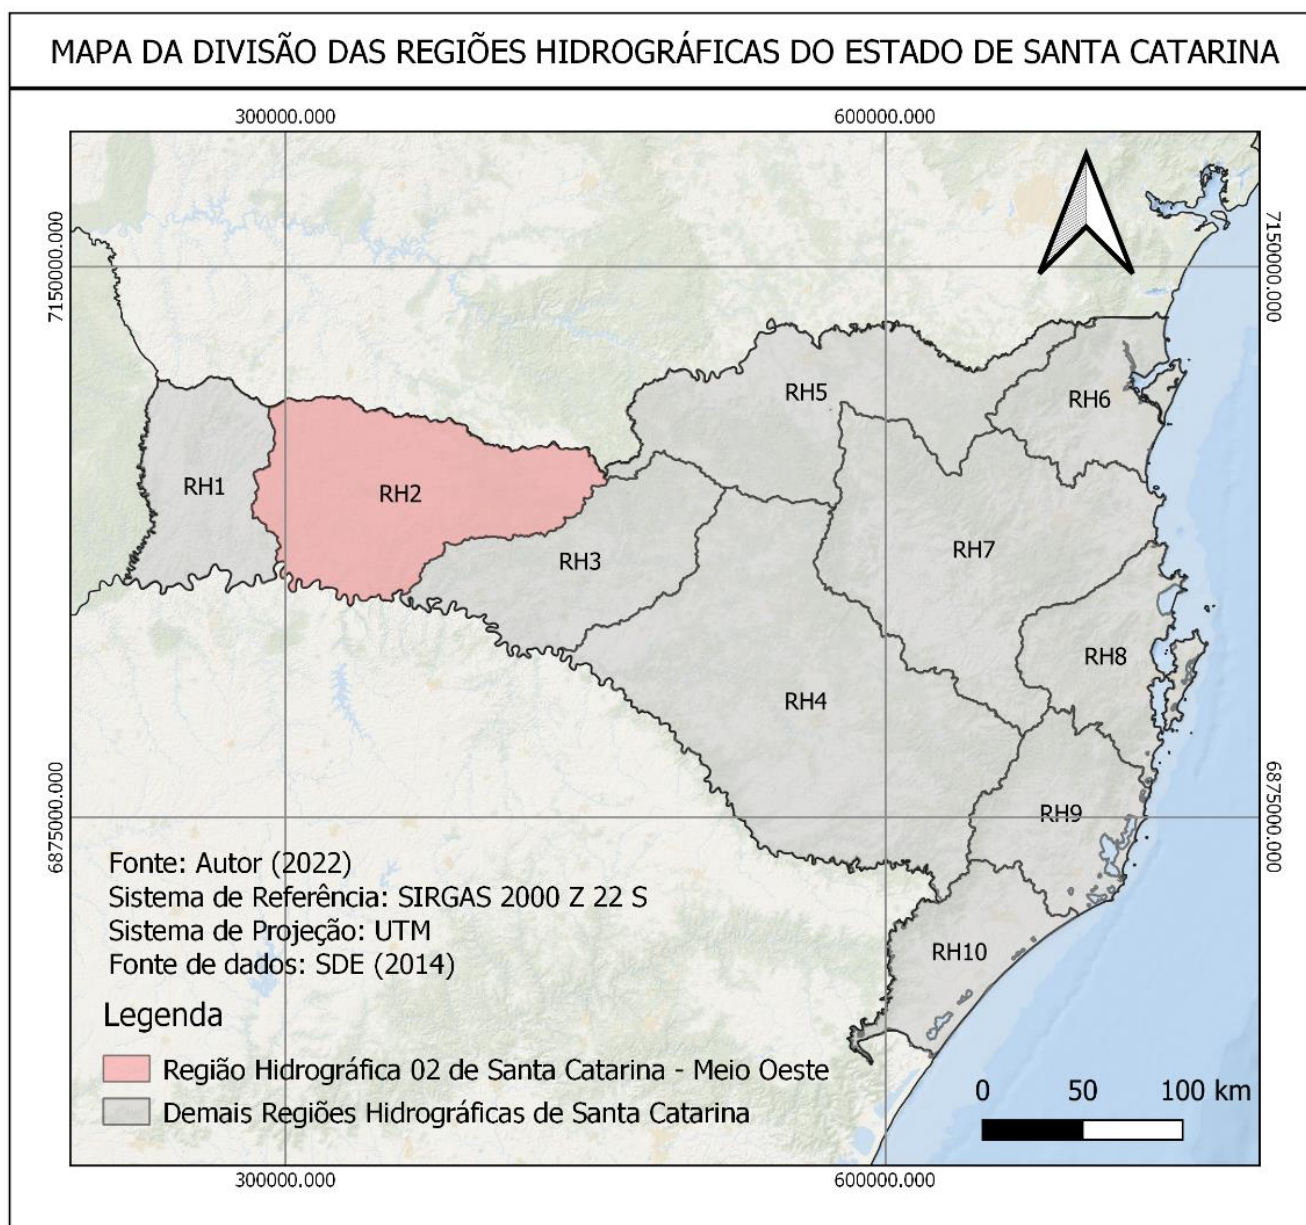 MAPA DA DIVISÃO DAS REGIÕES HIDROGRÁFICAS DO ESTADO DE SANTA CATARINA
300000.000
600000.000
7150000.000
7150000.000
RH5
RH6
RH1
RH2
RH3
RH7
RH8
RH4
6875000.000
6875000.000
RH9
Fonte: Autor (2022)
Sistema de Referência: SIRGAS 2000 Z 22 S
Sistema de Projeção: UTM
Fonte de dados: SDE (2014)
RH10
Legenda
Região Hidrográfica 02 de Santa Catarina - Meio Oeste
Demais Regiões Hidrográficas de Santa Catarina
0 50 100 km
300000.000
600000.000